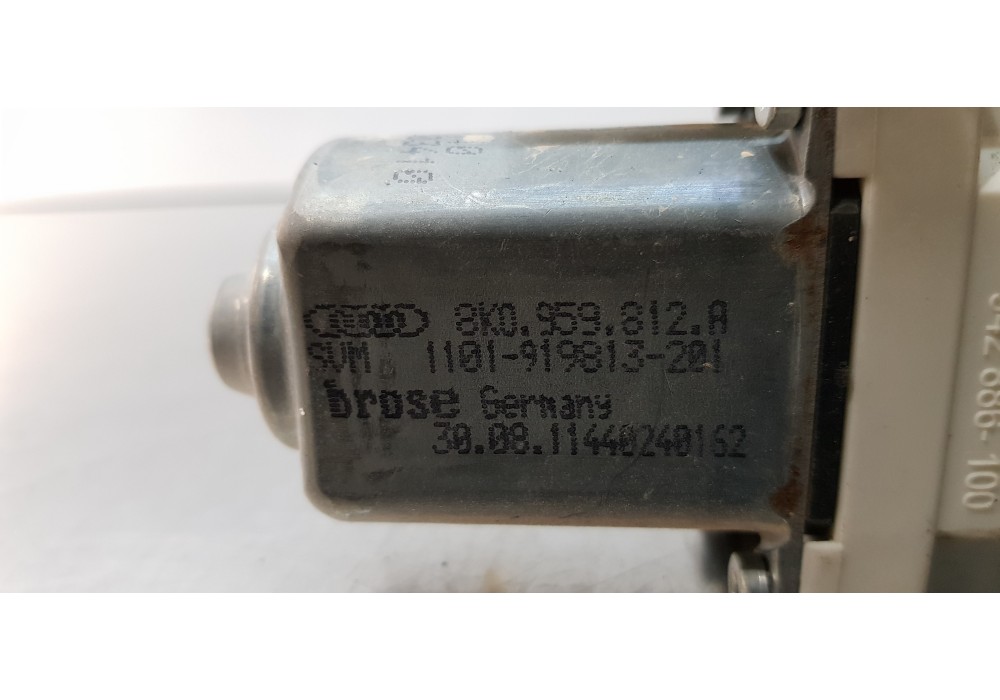 8K0.959.812.A
SVM 1101-919813-201
brose Germany
30.08.11440240162